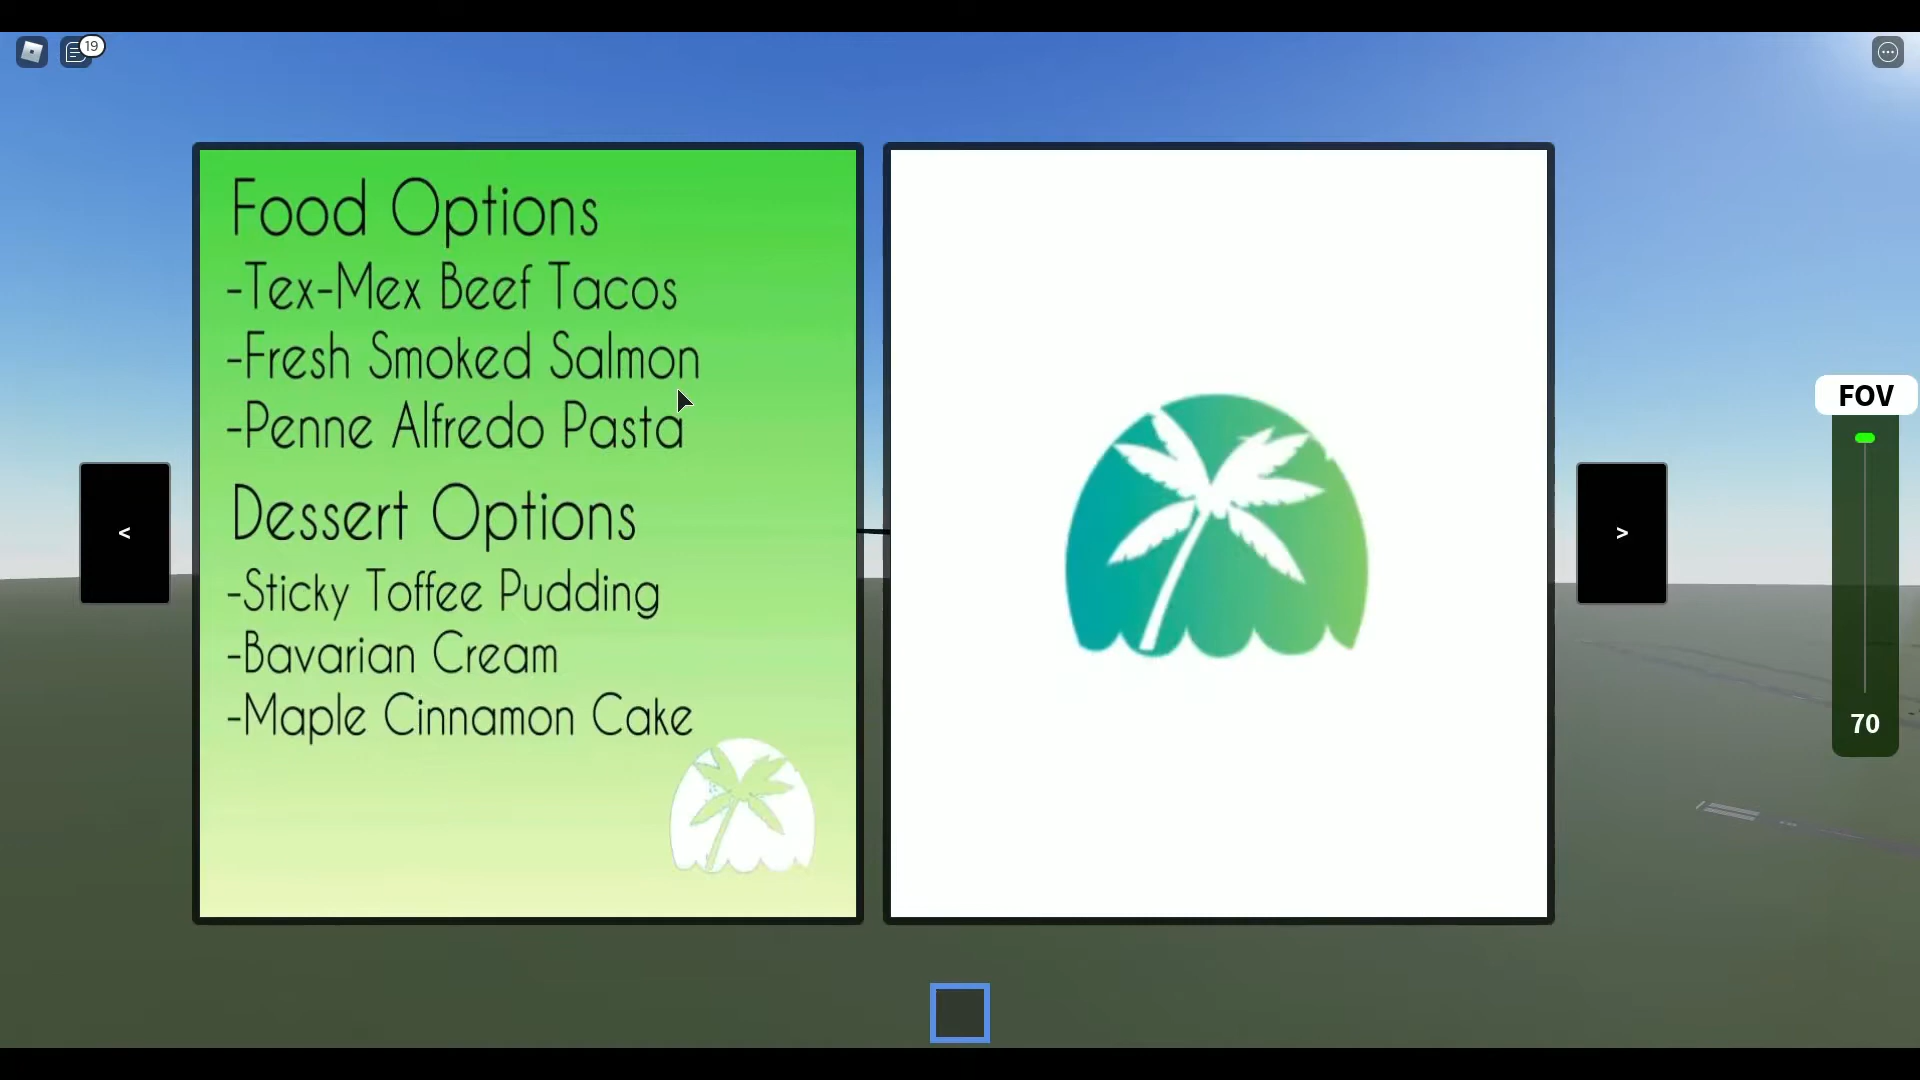 19
Food Options
-Tex-Mex Beef Tacos
-Fresh Smoked Salmon
-Penne Alfredo Pasta
Dessert Options
-Sticky Toffee Pudding
-Bavarian Cream
-Maple Cinnamon Cake
<
>
FOV
70